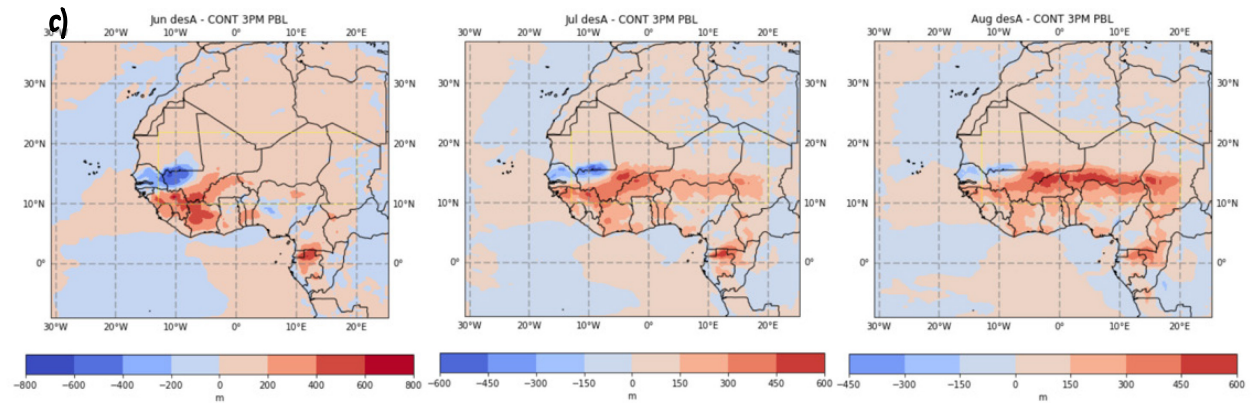 c)
Jun desA - CONT 3PM PBL
30°W 20°W 10°W 0° 10°E 20°E
30°N 30°N
20°N 20°N
10°N 10°N
0° 0°
30°W 20°W 10°W 0° 10°E 20°E
−800 −600 −400 −200 0 200 400 600 800
m
Jul desA - CONT 3PM PBL
30°W 20°W 10°W 0° 10°E 20°E
30°N 30°N
20°N 20°N
10°N 10°N
0° 0°
30°W 20°W 10°W 0° 10°E 20°E
−600 −450 −300 −150 0 150 300 450 600
m
Aug desA - CONT 3PM PBL
30°W 20°W 10°W 0° 10°E 20°E
30°N 30°N
20°N 20°N
10°N 10°N
0° 0°
30°W 20°W 10°W 0° 10°E 20°E
−450 −300 −150 0 150 300 450 600
m